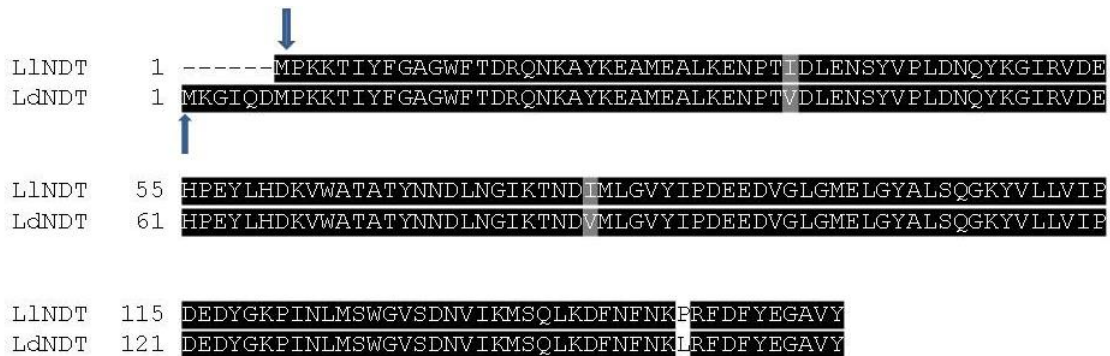 LlNDT 1 ------MPKKTIYFGAGWFTDRQNKAYKEAMEALKENPTIDLENSYVPLDNQYKGIRVDE
LdNDT 1 MKGIQDMPKKTIYFGAGWFTDRQNKAYKEAMEALKENPTVDLENSYVPLDNQYKGIRVDE
LlNDT 55 HPEYLHDKVWATATYNNDLNGIKTNDIMLGVYIPDEEDVGLGMELGYALSQGKYVLLVIP
LdNDT 61 HPEYLHDKVWATATYNNDLNGIKTNDVMLGVYIPDEEDVGLGMELGYALSQGKYVLLVIP
LlNDT 115 DEDYGKPINLMSWGVSDNVIKMSQLKDFNFNKPRFDFYEGAVY
LdNDT 121 DEDYGKPINLMSWGVSDNVIKMSQLKDFNFNKLRFDFYEGAVY